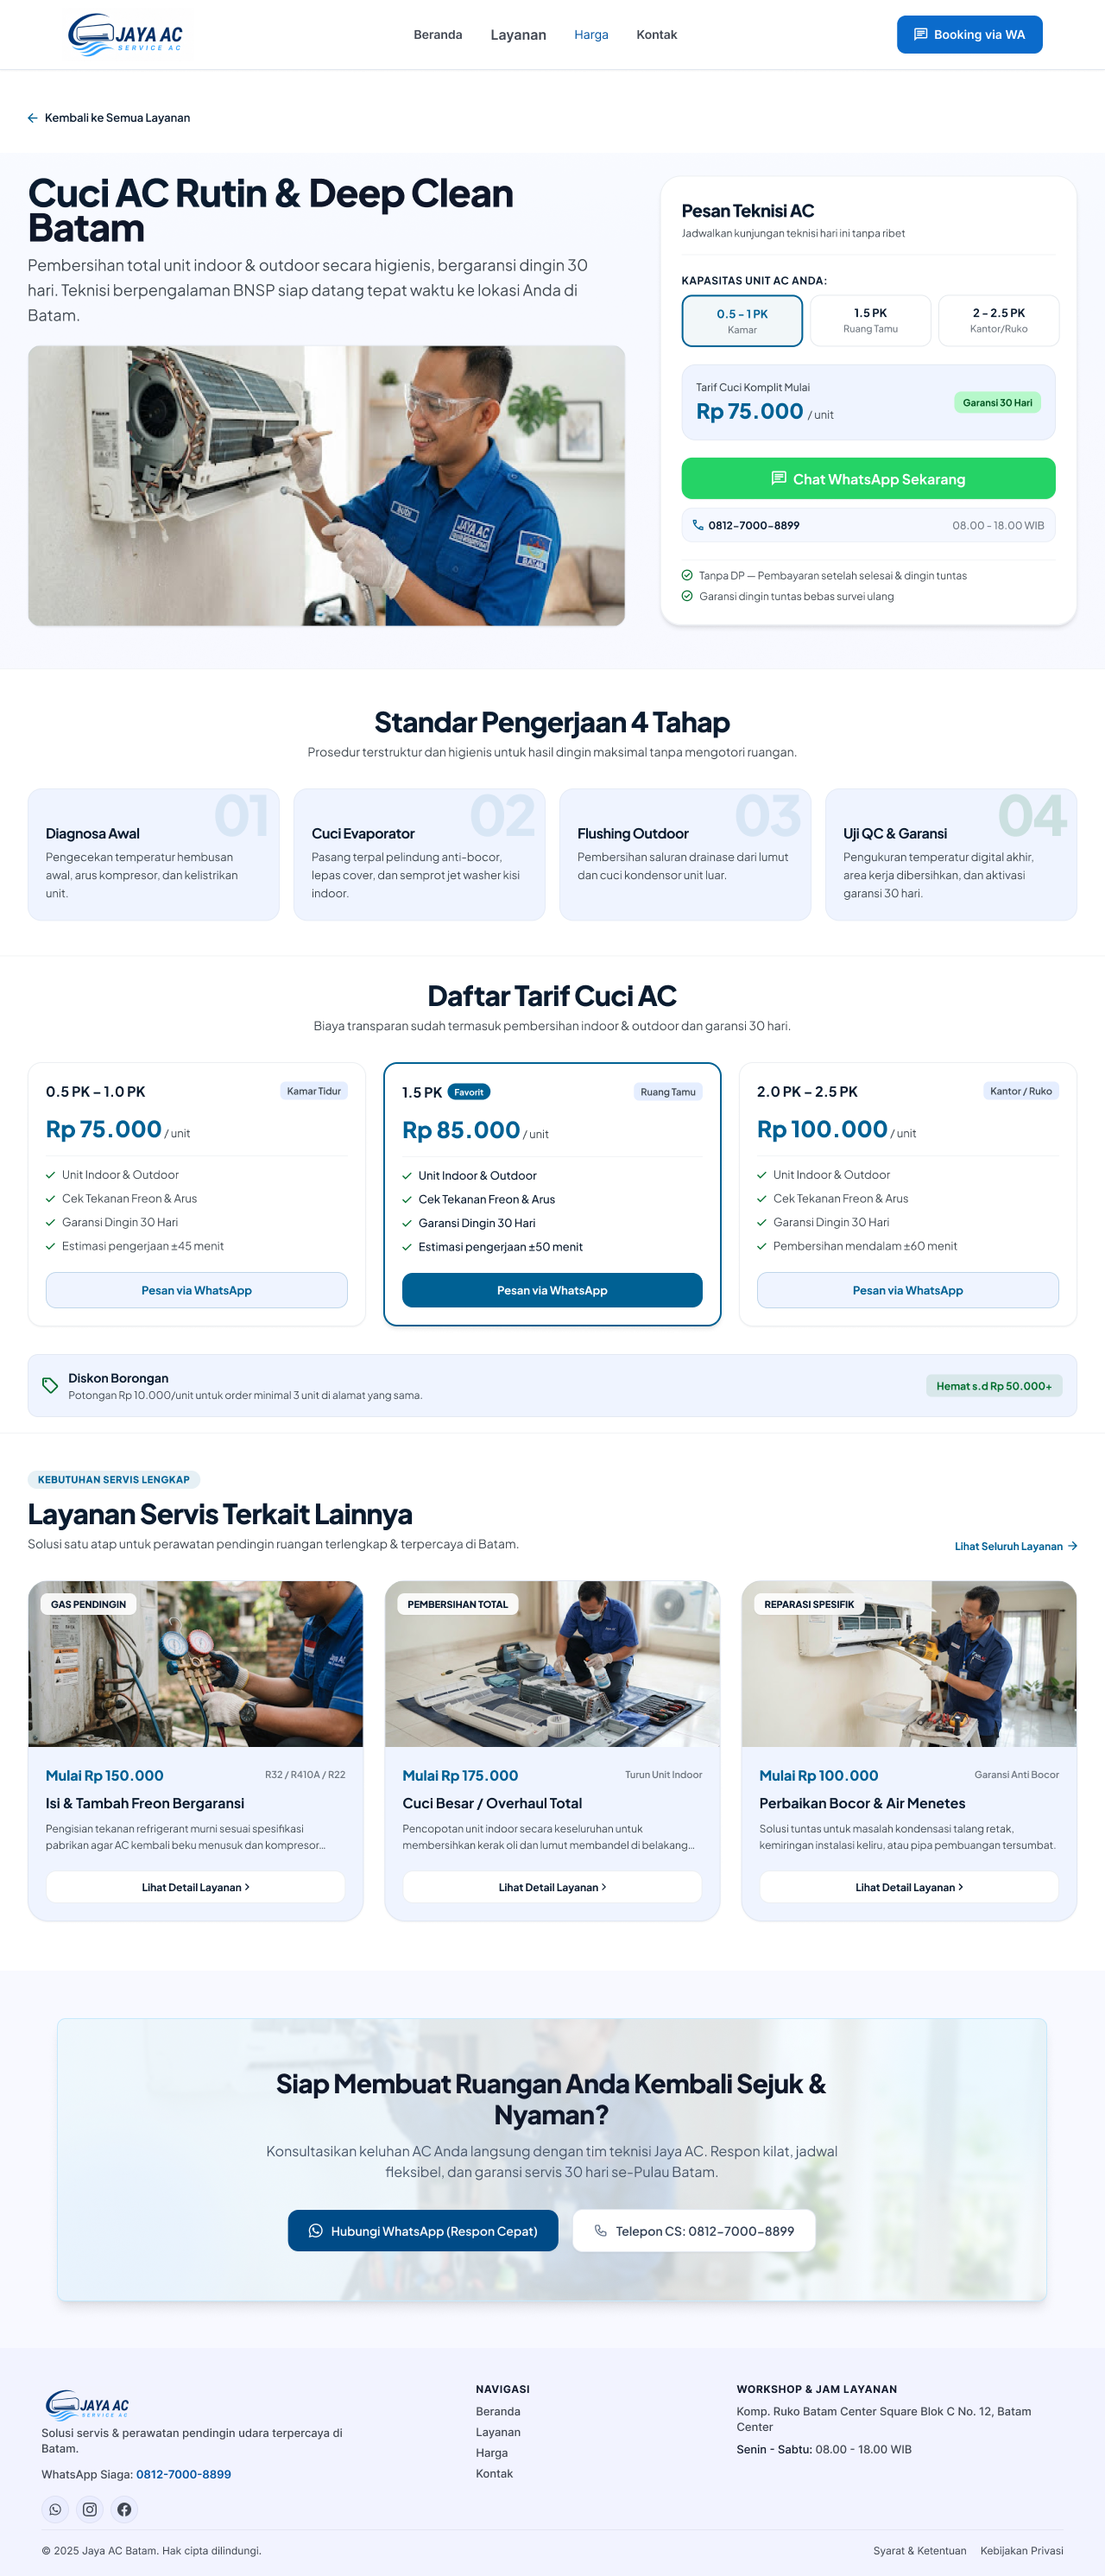 JAYA AC
SERVICE AC
Beranda
Layanan
Harga
Kontak
Booking via WA
Kembali ke Semua Layanan
Cuci AC Rutin & Deep Clean
Batam
Pembersihan total unit indoor & outdoor secara higienis, bergaransi dingin 30
hari. Teknisi berpengalaman BNSP siap datang tepat waktu ke lokasi Anda di
Batam.
BUDI
JAYA AC
BATAM
Pesan Teknisi AC
Jadwalkan kunjungan teknisi hari ini tanpa ribet
KAPASITAS UNIT AC ANDA:
0.5 - 1 PK
Kamar
1.5 PK
Ruang Tamu
2 - 2.5 PK
Kantor/Ruko
Tarif Cuci Komplit Mulai
Rp 75.000 / unit
Garansi 30 Hari
Chat WhatsApp Sekarang
0812-7000-8899
08.00 - 18.00 WIB
Tanpa DP — Pembayaran setelah selesai & dingin tuntas
Garansi dingin tuntas bebas survei ulang
Standar Pengerjaan 4 Tahap
Prosedur terstruktur dan higienis untuk hasil dingin maksimal tanpa mengotori ruangan.
01
Diagnosa Awal
Pengecekan temperatur hembusan
awal, arus kompresor, dan kelistrikan
unit.
02
Cuci Evaporator
Pasang terpal pelindung anti-bocor,
lepas cover, dan semprot jet washer kisi
indoor.
03
Flushing Outdoor
Pembersihan saluran drainase dari lumut
dan cuci kondensor unit luar.
04
Uji QC & Garansi
Pengukuran temperatur digital akhir,
area kerja dibersihkan, dan aktivasi
garansi 30 hari.
Daftar Tarif Cuci AC
Biaya transparan sudah termasuk pembersihan indoor & outdoor dan garansi 30 hari.
0.5 PK – 1.0 PK
Kamar Tidur
Rp 75.000 / unit
Unit Indoor & Outdoor
Cek Tekanan Freon & Arus
Garansi Dingin 30 Hari
Estimasi pengerjaan ±45 menit
Pesan via WhatsApp
1.5 PK
Favorit
Ruang Tamu
Rp 85.000 / unit
Unit Indoor & Outdoor
Cek Tekanan Freon & Arus
Garansi Dingin 30 Hari
Estimasi pengerjaan ±50 menit
Pesan via WhatsApp
2.0 PK – 2.5 PK
Kantor / Ruko
Rp 100.000 / unit
Unit Indoor & Outdoor
Cek Tekanan Freon & Arus
Garansi Dingin 30 Hari
Pembersihan mendalam ±60 menit
Pesan via WhatsApp
Diskon Borongan
Potongan Rp 10.000/unit untuk order minimal 3 unit di alamat yang sama.
Hemat s.d Rp 50.000+
KEBUTUHAN SERVIS LENGKAP
Layanan Servis Terkait Lainnya
Solusi satu atap untuk perawatan pendingin ruangan terlengkap & terpercaya di Batam.
Lihat Seluruh Layanan
GAS PENDINGIN
Mulai Rp 150.000
R32 / R410A / R22
Isi & Tambah Freon Bergaransi
Pengisian tekanan refrigerant murni sesuai spesifikasi
pabrikan agar AC kembali beku menusuk dan kompresor...
Lihat Detail Layanan
PEMBERSIHAN TOTAL
Mulai Rp 175.000
Turun Unit Indoor
Cuci Besar / Overhaul Total
Pencopotan unit indoor secara keseluruhan untuk
membersihkan kerak oli dan lumut membandel di belakang...
Lihat Detail Layanan
REPARASI SPESIFIK
Mulai Rp 100.000
Garansi Anti Bocor
Perbaikan Bocor & Air Menetes
Solusi tuntas untuk masalah kondensasi talang retak,
kemiringan instalasi keliru, atau pipa pembuangan tersumbat.
Lihat Detail Layanan
Siap Membuat Ruangan Anda Kembali Sejuk &
Nyaman?
Konsultasikan keluhan AC Anda langsung dengan tim teknisi Jaya AC. Respon kilat, jadwal
fleksibel, dan garansi servis 30 hari se-Pulau Batam.
Hubungi WhatsApp (Respon Cepat)
Telepon CS: 0812-7000-8899
JAYA AC
SERVICE AC
Solusi servis & perawatan pendingin udara terpercaya di
Batam.
WhatsApp Siaga: 0812-7000-8899
NAVIGASI
Beranda
Layanan
Harga
Kontak
WORKSHOP & JAM LAYANAN
Komp. Ruko Batam Center Square Blok C No. 12, Batam
Center
Senin - Sabtu: 08.00 - 18.00 WIB
© 2025 Jaya AC Batam. Hak cipta dilindungi.
Syarat & Ketentuan
Kebijakan Privasi